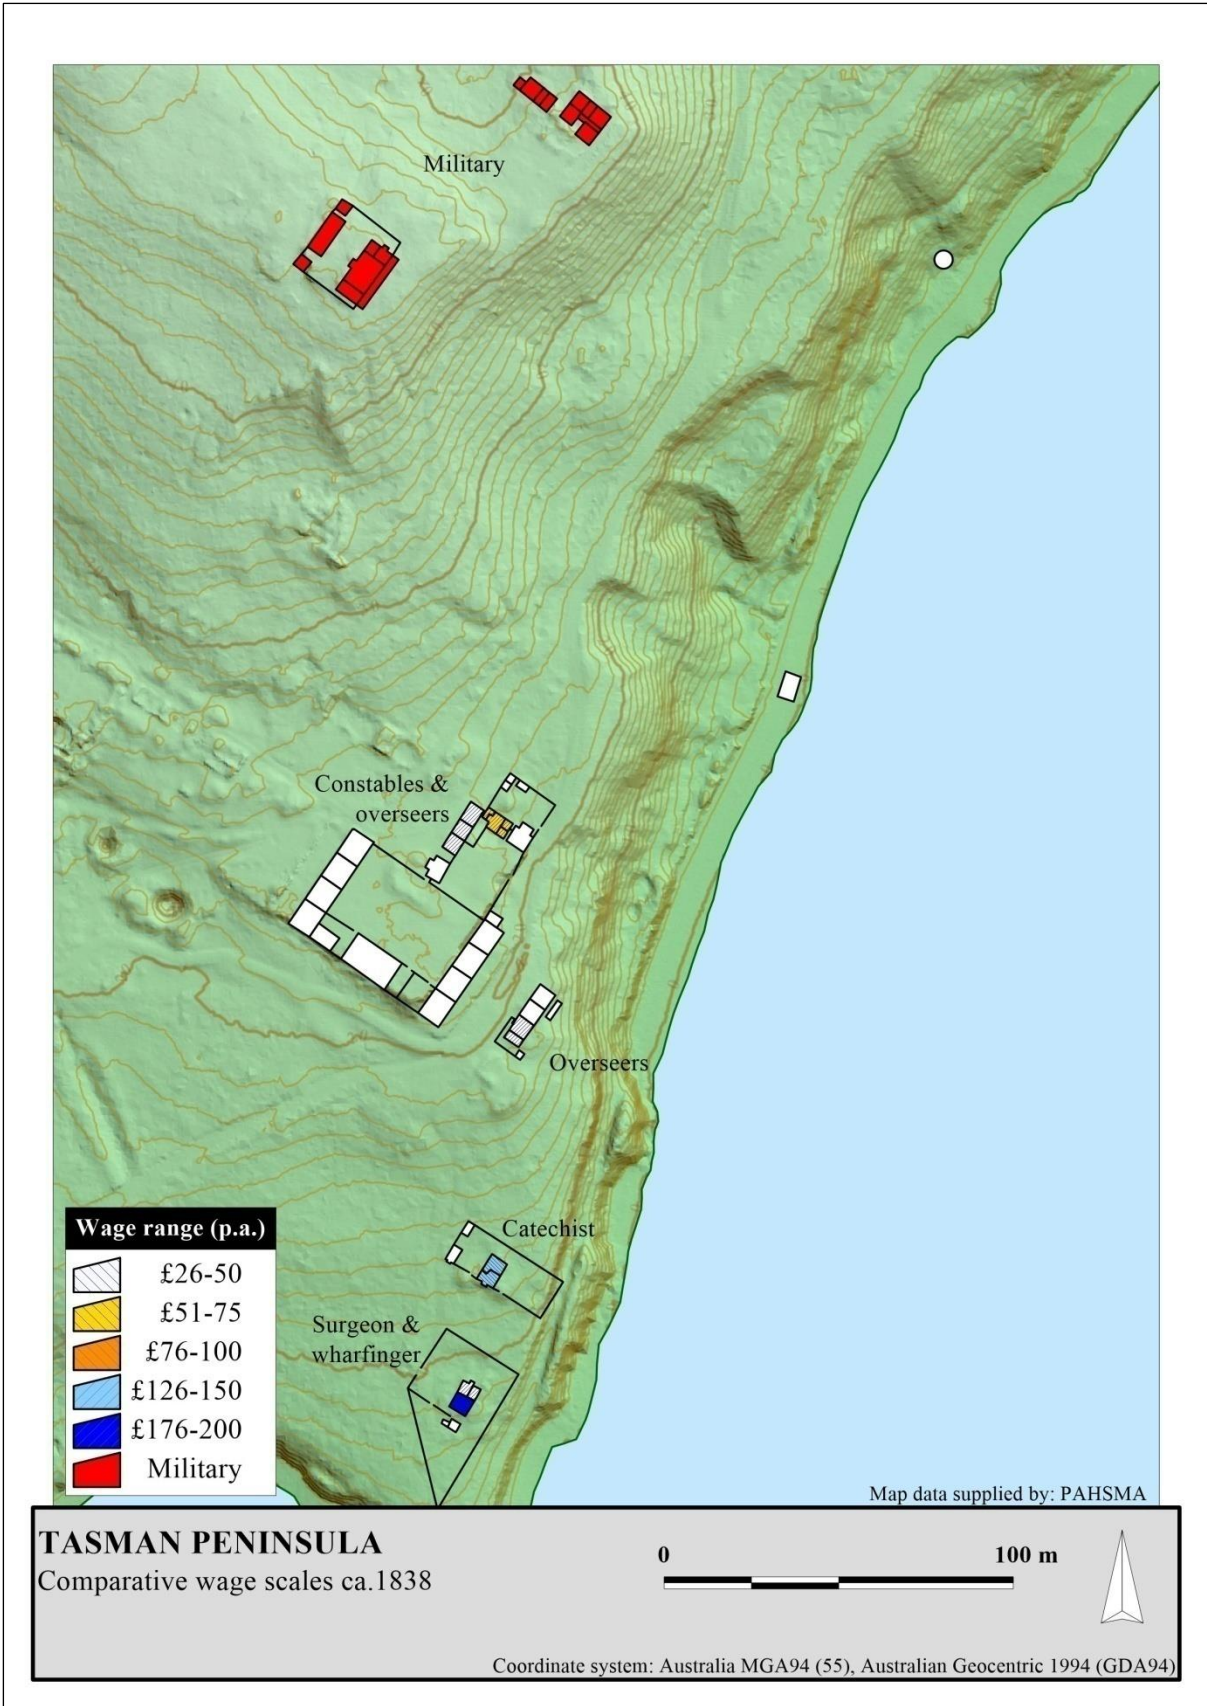 Military
Constables &
overseers
Overseers
Catechist
Surgeon &
wharfinger
Wage range (p.a.)
£26-50
£51-75
£76-100
£126-150
£176-200
Military
Map data supplied by: PAHSMA
TASMAN PENINSULA
Comparative wage scales ca.1838
0 100 m
Coordinate system: Australia MGA94 (55), Australian Geocentric 1994 (GDA94)